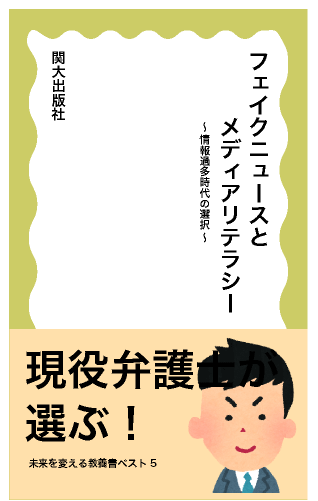 フェイクニュースと
メディアリテラシー
～情報過多時代の選択～
関大出版社
現役弁護士が
選ぶ！
未来を変える教養書ベスト5